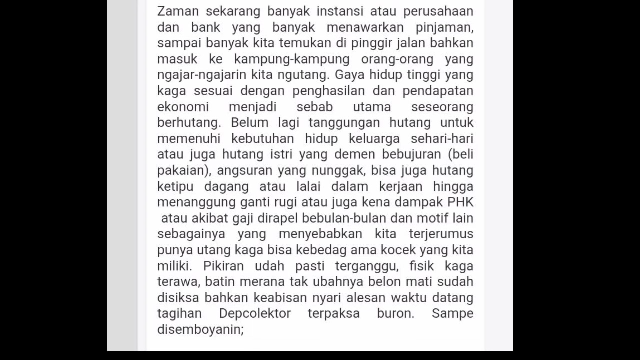 Zaman sekarang banyak instansi atau perusahaan
dan bank yang banyak menawarkan pinjaman,
sampai banyak kita temukan di pinggir jalan bahkan
masuk ke kampung-kampung orang-orang yang
ngajar-ngajarin kita ngutang. Gaya hidup tinggi yang
kaga sesuai dengan penghasilan dan pendapatan
ekonomi menjadi sebab utama seseorang
berhutang. Belum lagi tanggungan hutang untuk
memenuhi kebutuhan hidup keluarga sehari-hari
atau juga hutang istri yang demen bebujuran (beli
pakaian), angsuran yang nunggak, bisa juga hutang
ketipu dagang atau lalai dalam kerjaan hingga
menanggung ganti rugi atau juga kena dampak PHK
atau akibat gaji dirapel bebulan-bulan dan motif lain
sebagainya yang menyebabkan kita terjerumus
punya utang kaga bisa kebedag ama kocek yang kita
miliki. Pikiran udah pasti terganggu, fisik kaga
terawa, batin merana tak ubahnya belon mati sudah
disiksa bahkan keabisan nyari alesan waktu datang
tagihan Depcolektor terpaksa buron. Sampe
disemboyanin;